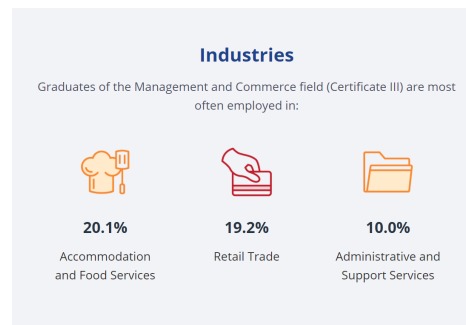 Industries
Graduates of the Management and Commerce field (Certificate III) are most
often employed in:
20.1%
Accommodation
and Food Services
19.2%
Retail Trade
10.0%
Administrative and
Support Services